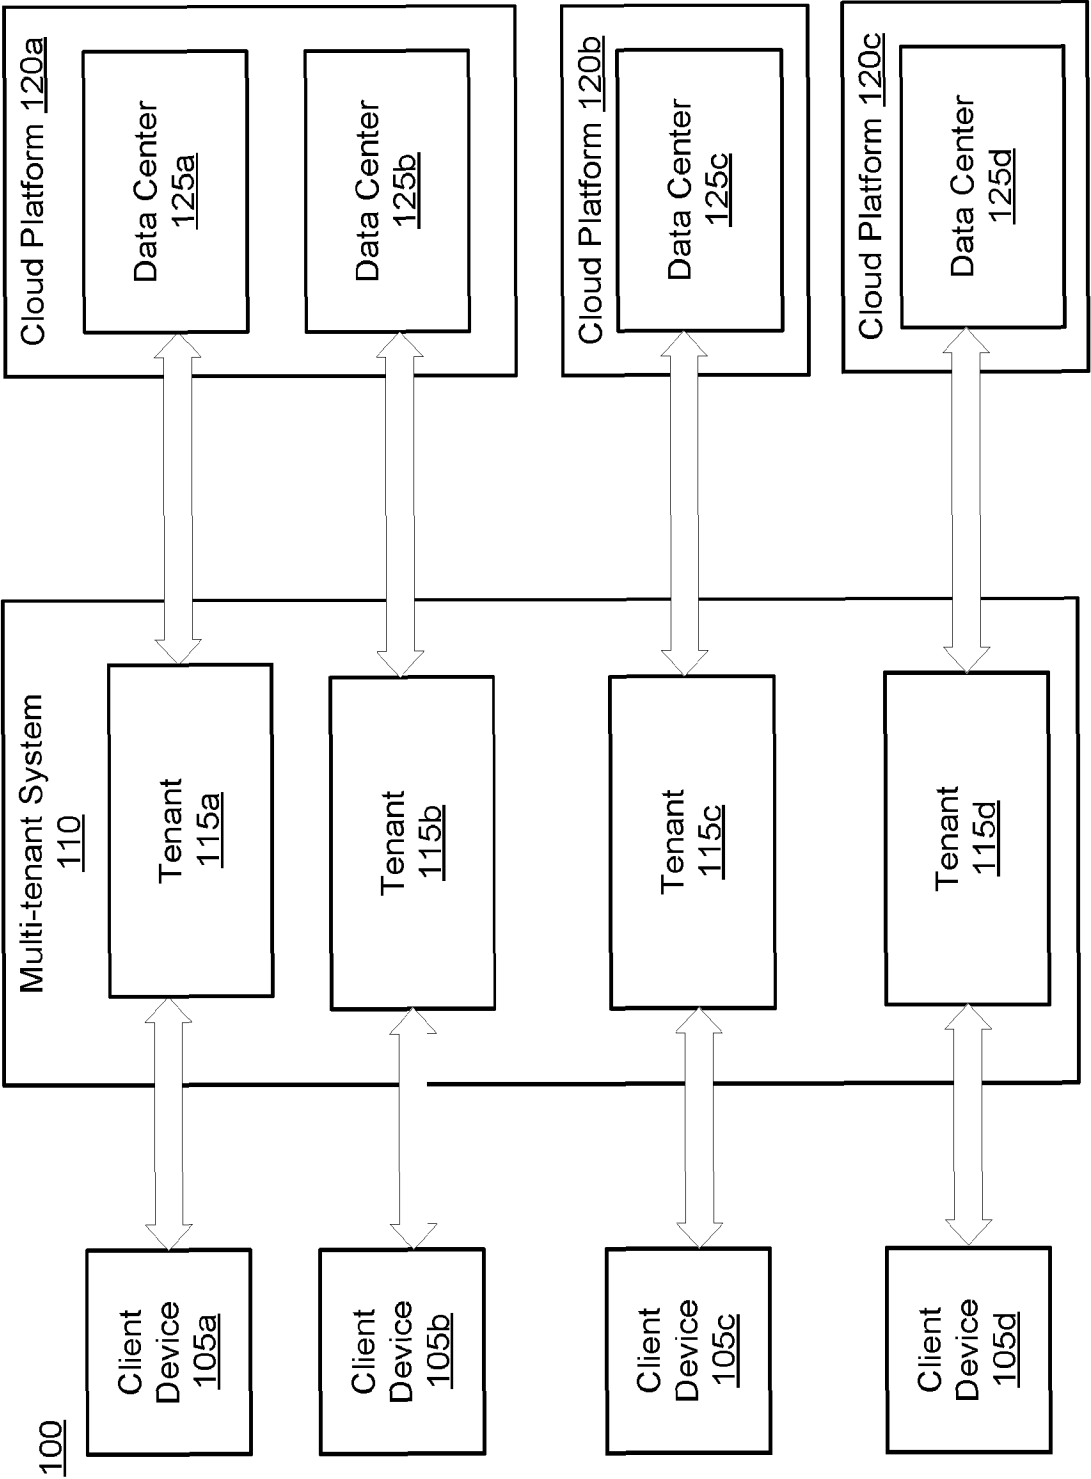 100
Client
Device
105a
Client
Device
105b
Client
Device
105c
Client
Device
105d
Multi-tenant System
110
Tenant
115a
Tenant
115b
Tenant
115c
Tenant
115d
Cloud Platform 120a
Data Center
125a
Data Center
125b
Cloud Platform 120b
Data Center
125c
Cloud Platform 120c
Data Center
125d